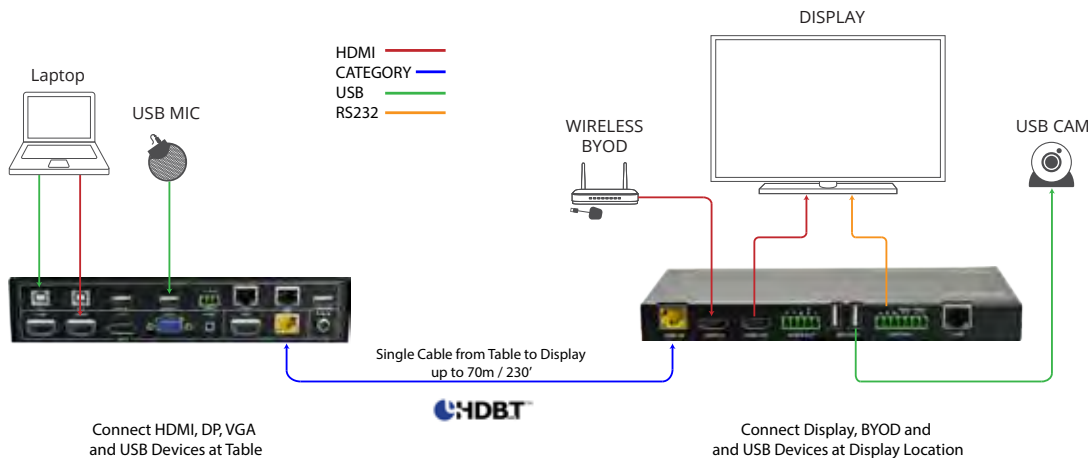 DISPLAY
HDMI
CATEGORY
USB
RS232
Laptop
USB MIC
WIRELESS
BYOD
USB CAM
Single Cable from Table to Display
up to 70m / 230’
HDBT
Connect HDMI, DP, VGA
and USB Devices at Table
Connect Display, BYOD and
and USB Devices at Display Location